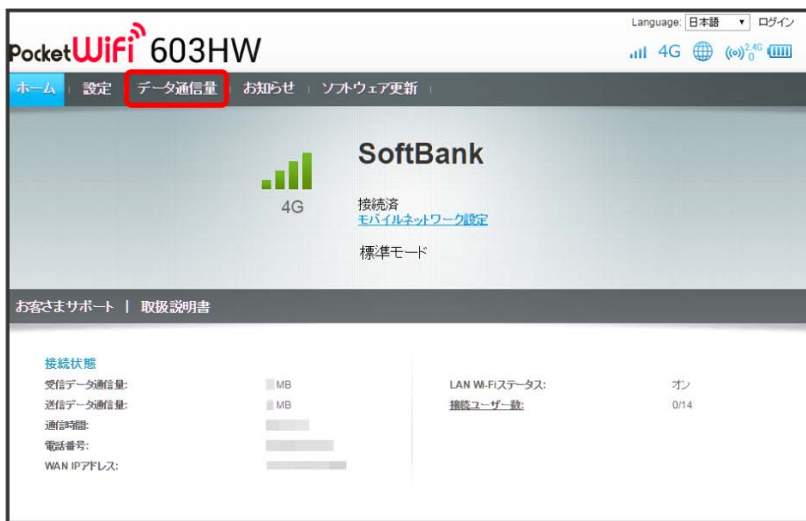 Language: 日本語 ログイン
PocketWiFi 603HW
4G 2.4G 0
ホーム 設定 データ通信量 お知らせ ソフトウェア更新
SoftBank
4G
接続済
モバイルネットワーク設定
標準モード
お客さまサポート | 取扱説明書
接続状態
受信データ通信量: MB LAN Wi-Fiステータス: オン
送信データ通信量: MB 接続ユーザー数: 0/14
通信時間:
電話番号:
WAN IPアドレス: